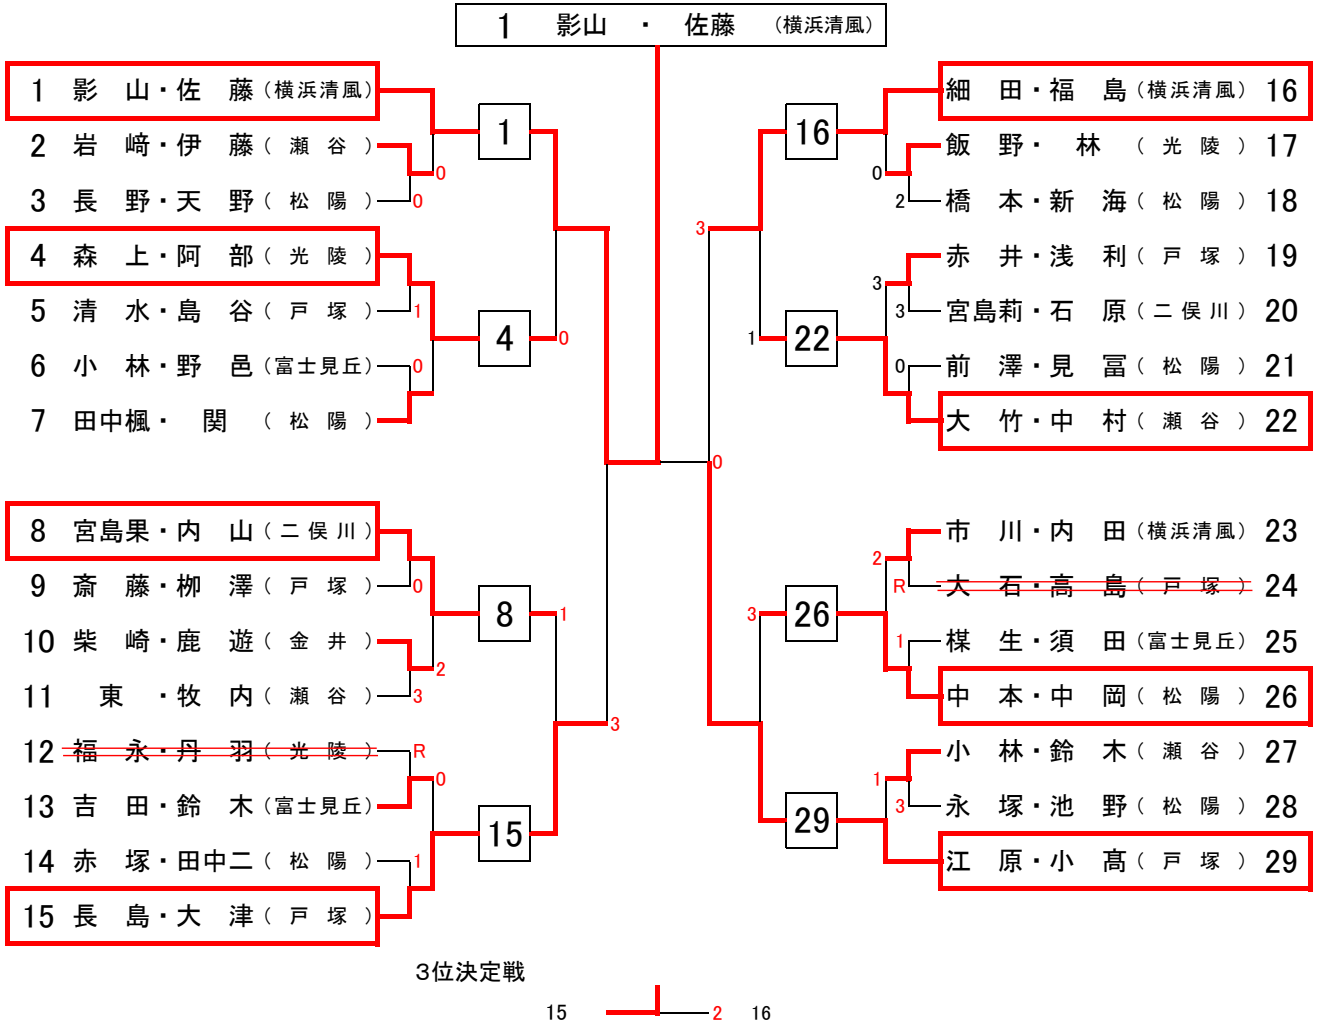 1 影山 ・ 佐藤 (横浜清風)
1 影 山・佐 藤 (横浜清風)
2 岩 﨑・伊 藤 ( 瀬 谷 )
3 長 野・天 野 ( 松 陽 )
4 森 上・阿 部 ( 光 陵 )
5 清 水・島 谷 ( 戸 塚 )
6 小 林・野 邑 (富士見丘)
7 田中楓・ 関 ( 松 陽 )
8 宮島果・内 山 ( 二 俣 川 )
9 斎 藤・栁 澤 ( 戸 塚 )
10 柴 崎・鹿 遊 ( 金 井 )
11 東 ・牧 内 ( 瀬 谷 )
12 福 永・丹 羽 ( 光 陵 )
13 吉 田・鈴 木 (富士見丘)
14 赤 塚・田中二 ( 松 陽 )
15 長 島・大 津 ( 戸 塚 )
0
0
1
0
0
2
3
R
0
1
1
4
8
15
0
1
3
3
0
1
3
16
22
26
29
0
2
3
3
0
2
R
1
1
3
細 田・福 島 (横浜清風) 16
飯 野・ 林 ( 光 陵 ) 17
橋 本・新 海 ( 松 陽 ) 18
赤 井・浅 利 ( 戸 塚 ) 19
宮島莉・石 原 ( 二 俣 川 ) 20
前 澤・見 冨 ( 松 陽 ) 21
大 竹・中 村 ( 瀬 谷 ) 22
市 川・内 田 (横浜清風) 23
大 石・高 島 ( 戸 塚 ) 24
楳 生・須 田 (富士見丘) 25
中 本・中 岡 ( 松 陽 ) 26
小 林・鈴 木 ( 瀬 谷 ) 27
永 塚・池 野 ( 松 陽 ) 28
江 原・小 髙 ( 戸 塚 ) 29
3位決定戦
15 2 16